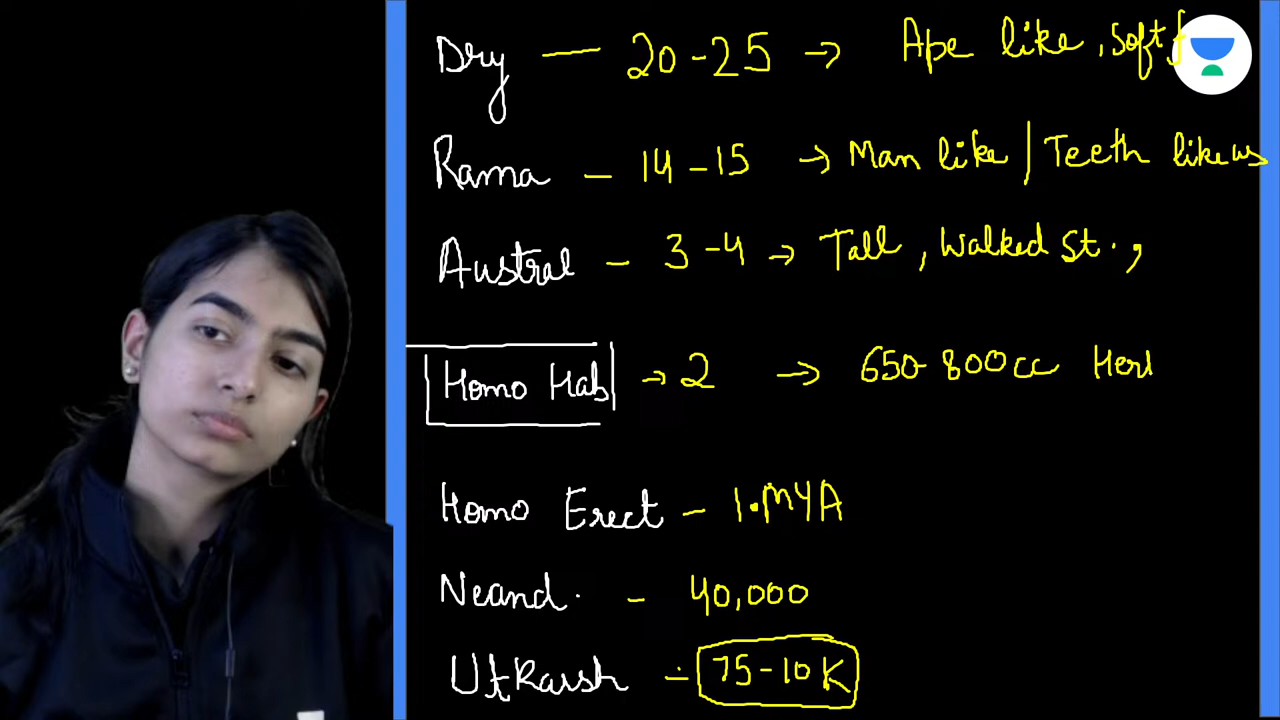 Dry — 20-25 → Ape like, Soft f
Rama - 14-15 → Man like | Teeth like us
Austral - 3-4 → Tall, Walked St.,
Homo Hab → 2 → 650-800cc Herb
Homo Erect - 1.MYA
Neand. - 40,000
Utkarsh - 75-10K